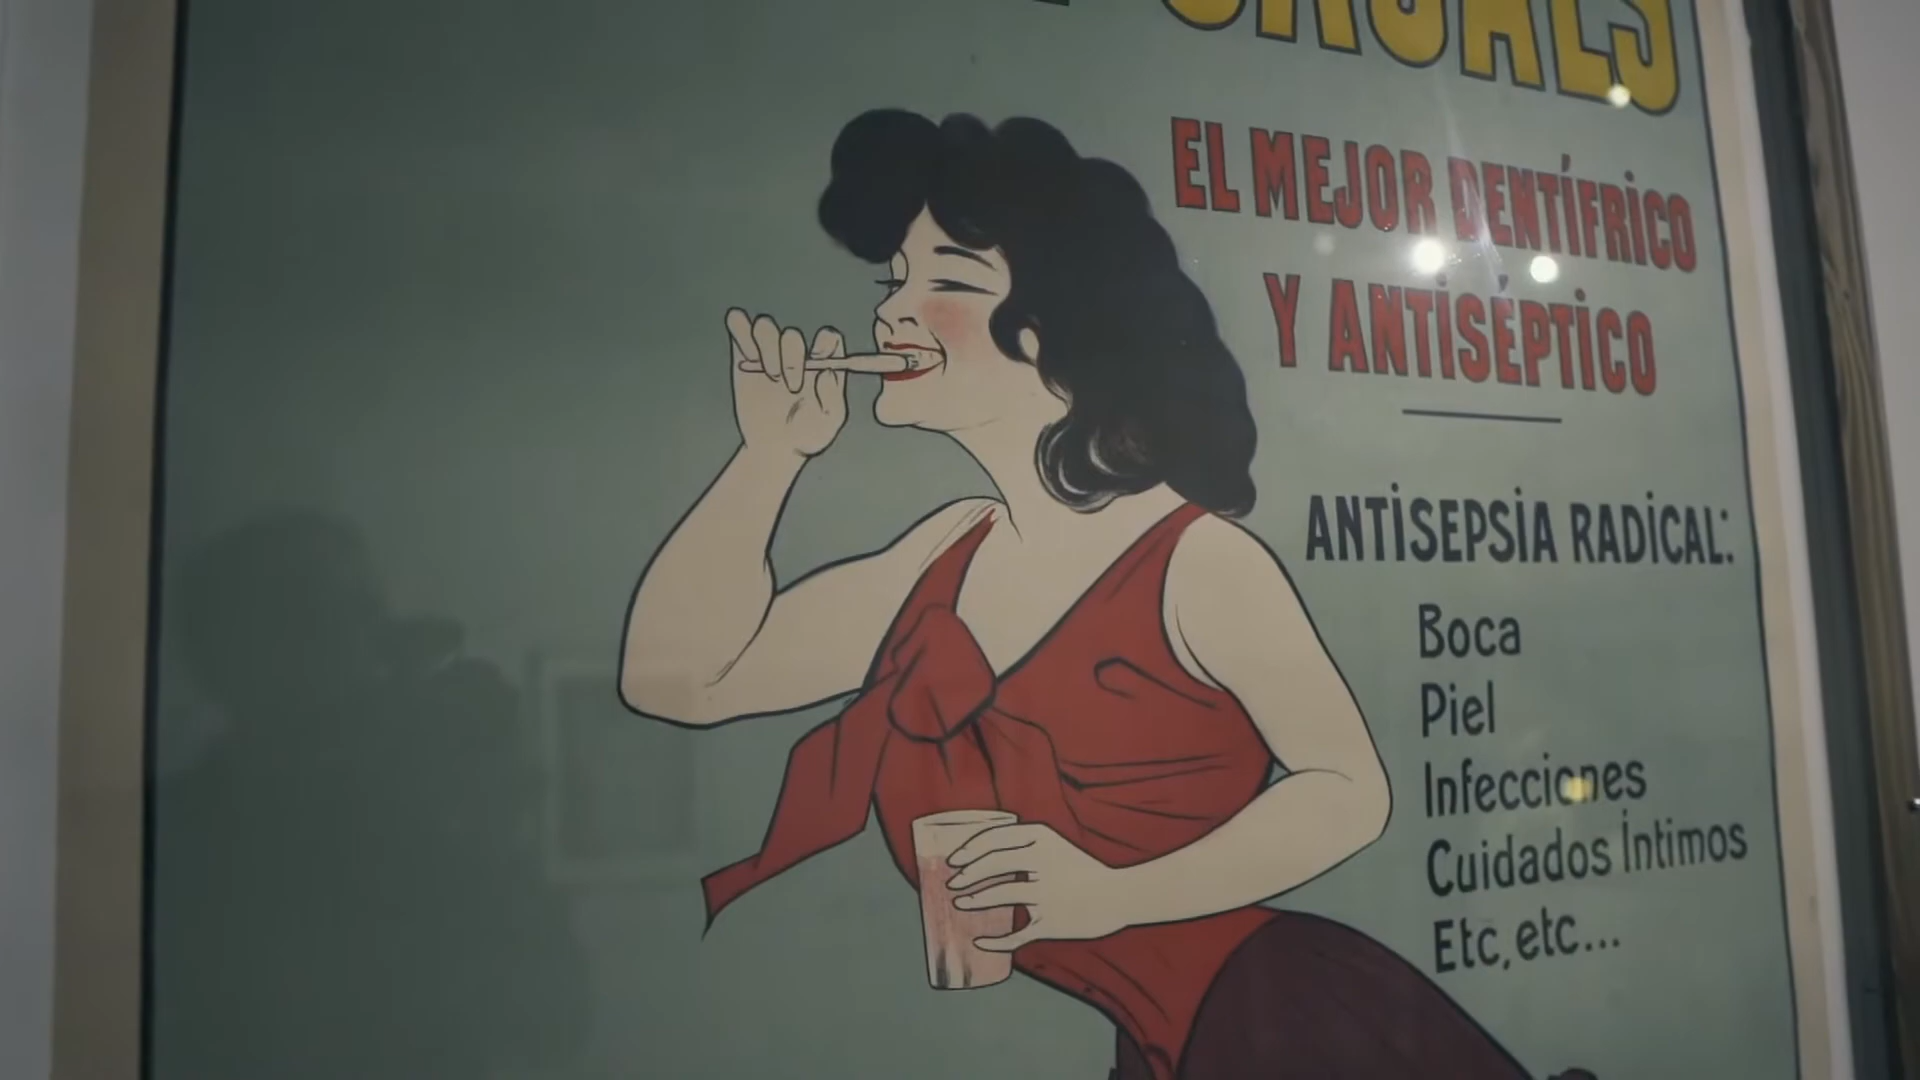 EL MEJOR DENTÍFRICO
Y ANTISÉPTICO
ANTISEPSIA RADICAL:
Boca
Piel
Infecciones
Cuidados Íntimos
Etc, etc...